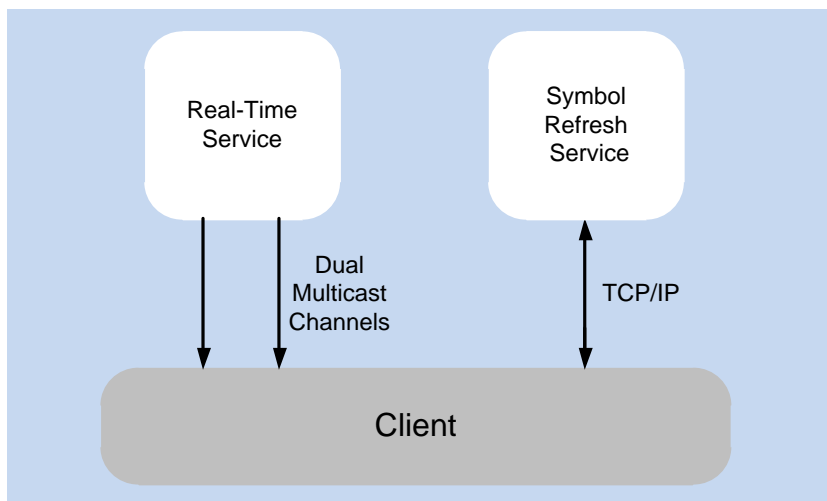 Real-Time
Service
Symbol
Refresh
Service
Dual
Multicast
Channels
TCP/IP
Client